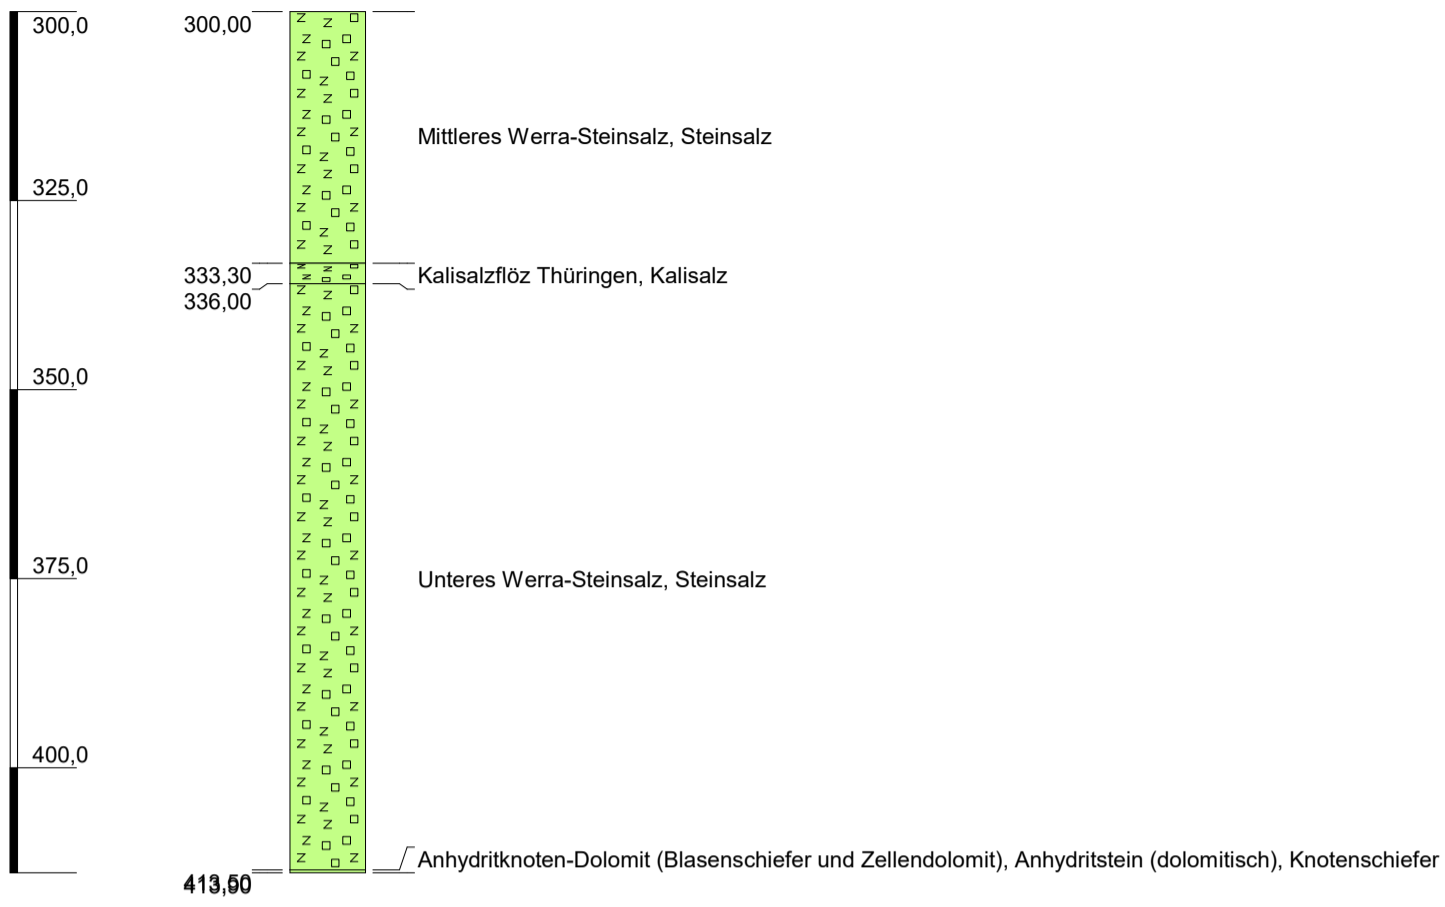 300,0
300,00
Mittleres Werra-Steinsalz, Steinsalz
325,0
333,30
Kalisalzflöz Thüringen, Kalisalz
336,00
350,0
375,0
Unteres Werra-Steinsalz, Steinsalz
400,0
Anhydritknoten-Dolomit (Blasenschiefer und Zellendolomit), Anhydritstein (dolomitisch), Knotenschiefer